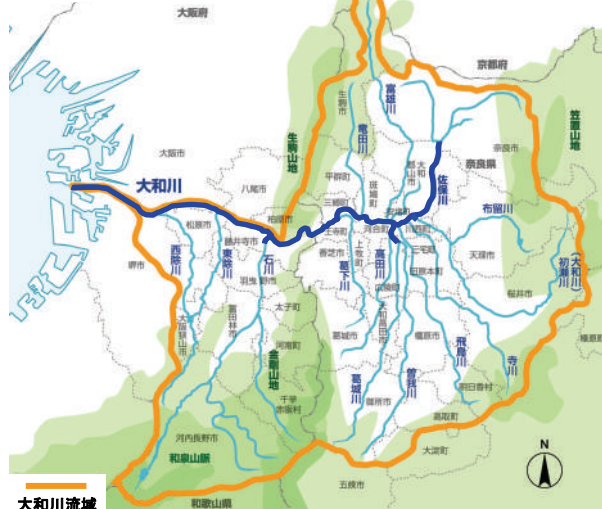 大阪府
京都府
富雄川
生駒市
竜田川
生駒山地
笠置山地
奈良市
奈良県
大和
郡山市
佐保川
大阪市
平群町
斑鳩町
大和川
八尾市
三郷町
安堵町
布留川
柏原市
王寺町
河合町
川西町
松原市
藤井寺市
三宅町
天理市
(大和川)
初瀬川
西除川
東除川
石川
香芝市
上牧町
葛下川
高田川
田原本町
堺市
羽曳野市
広陵町
桜井市
太子町
大和高田市
富田林市
大阪狭山市
河南町
葛城市
橿原市
飛鳥川
寺川
金剛山地
葛城川
曽我川
明日香村
千早
赤阪村
御所市
高取町
河内長野市
大淀町
和泉山脈
五條市
和歌山県
N
大和川流域